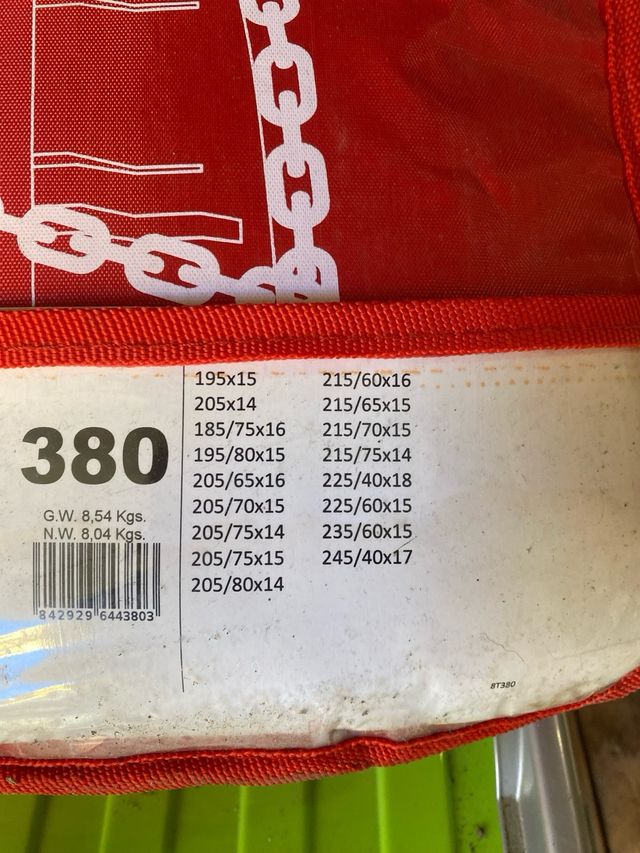 380
G.W. 8,54 Kgs.
N.W. 8,04 Kgs.
842929 6443803
195x15
205x14
185/75x16
195/80x15
205/65x16
205/70x15
205/75x14
205/75x15
205/80x14
215/60x16
215/65x15
215/70x15
215/75x14
225/40x18
225/60x15
235/60x15
245/40x17
8T380